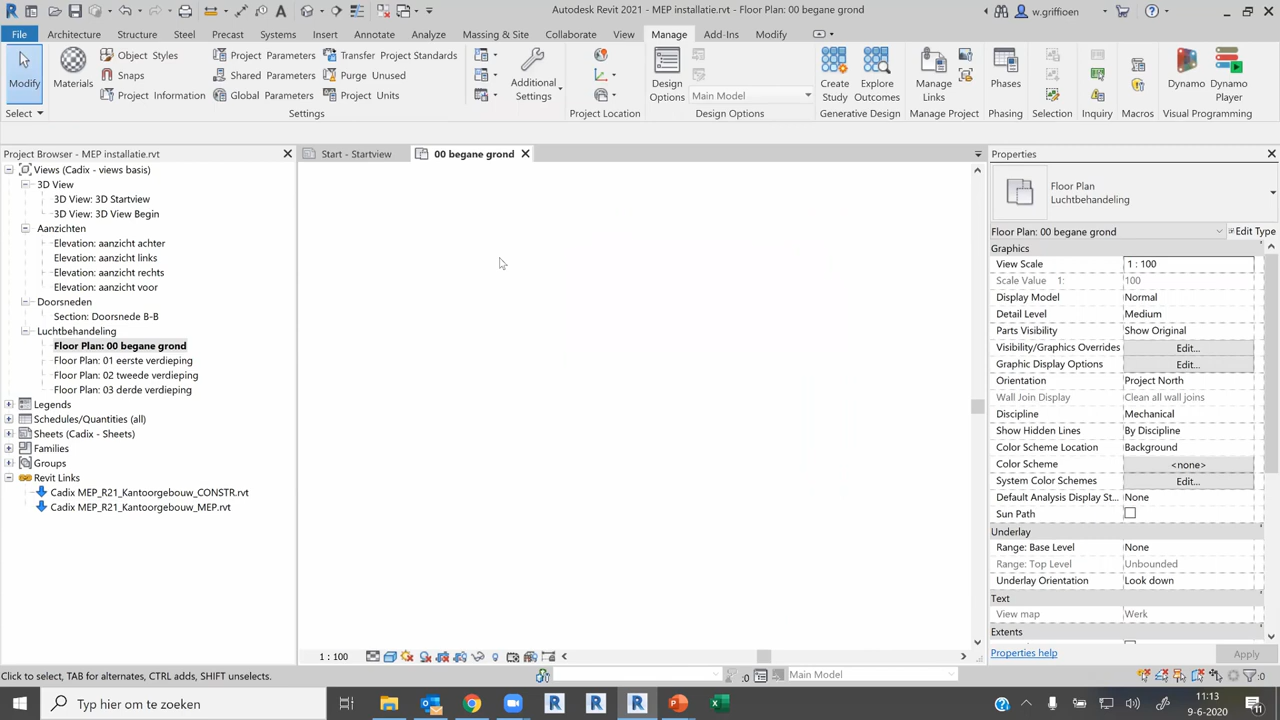 Autodesk Revit 2021 - MEP installatie.rvt - Floor Plan: 00 begane grond
w.griffioen
File Architecture Structure Steel Precast Systems Insert Annotate Analyze Massing & Site Collaborate View Manage Add-Ins Modify
Modify
Select
Materials
Object Styles
Snaps
Project Information
Project Parameters
Shared Parameters
Global Parameters
Transfer Project Standards
Purge Unused
Project Units
Additional Settings
Settings
Project Location
Design Options
Main Model
Design Options
Create Study
Explore Outcomes
Generative Design
Manage Links
Manage Project
Phases
Phasing
Selection
Inquiry
Macros
Dynamo
Dynamo Player
Visual Programming
Project Browser - MEP installatie.rvt
Views (Cadix - views basis)
3D View
3D View: 3D Startview
3D View: 3D View Begin
Aanzichten
Elevation: aanzicht achter
Elevation: aanzicht links
Elevation: aanzicht rechts
Elevation: aanzicht voor
Doorsneden
Section: Doorsnede B-B
Luchtbehandeling
Floor Plan: 00 begane grond
Floor Plan: 01 eerste verdieping
Floor Plan: 02 tweede verdieping
Floor Plan: 03 derde verdieping
Legends
Schedules/Quantities (all)
Sheets (Cadix - Sheets)
Families
Groups
Revit Links
Cadix MEP_R21_Kantoorgebouw_CONSTR.rvt
Cadix MEP_R21_Kantoorgebouw_MEP.rvt
Start - Startview
00 begane grond
1 : 100
Properties
Floor Plan
Luchtbehandeling
Floor Plan: 00 begane grond Edit Type
Graphics
View Scale 1 : 100
Scale Value 1: 100
Display Model Normal
Detail Level Medium
Parts Visibility Show Original
Visibility/Graphics Overrides Edit...
Graphic Display Options Edit...
Orientation Project North
Wall Join Display Clean all wall joins
Discipline Mechanical
Show Hidden Lines By Discipline
Color Scheme Location Background
Color Scheme <none>
System Color Schemes Edit...
Default Analysis Display St... None
Sun Path
Underlay
Range: Base Level None
Range: Top Level Unbounded
Underlay Orientation Look down
Text
View map Werk
Extents
Properties help Apply
Click to select, TAB for alternates, CTRL adds, SHIFT unselects.
:0
Main Model
:0
Typ hier om te zoeken
11:13
9-6-2020
11